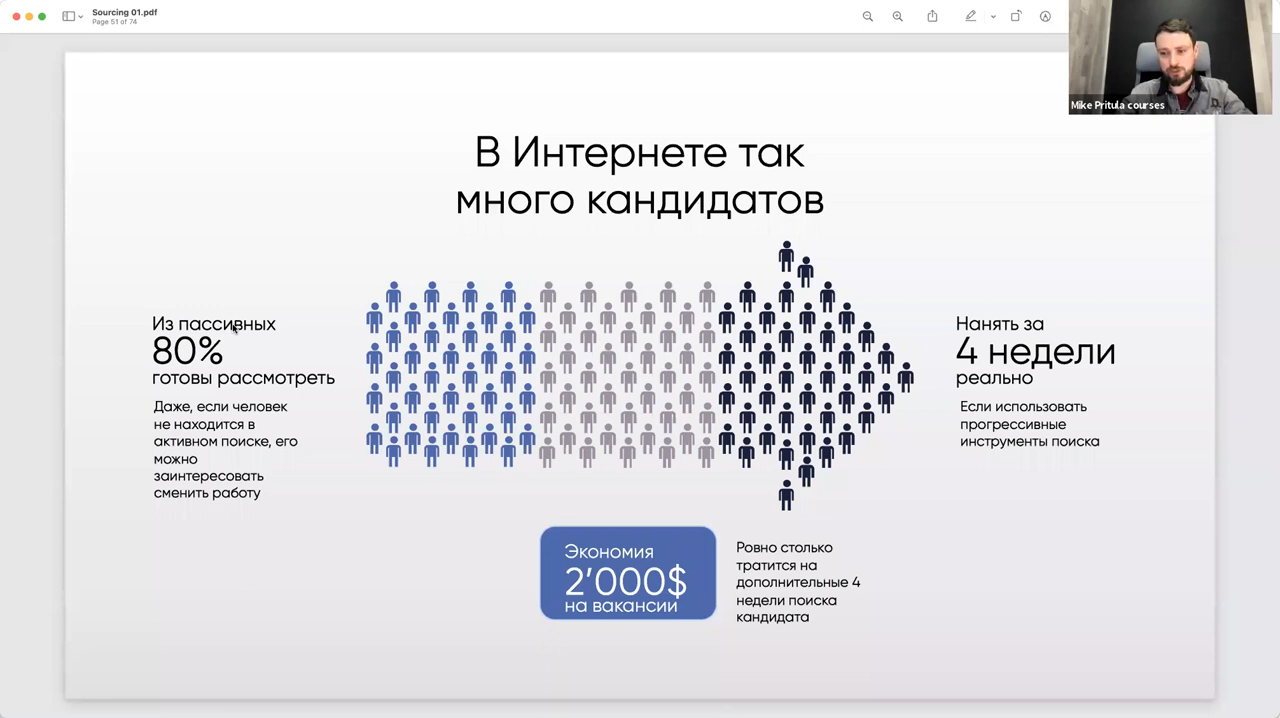 Sourcing 01.pdf
Page 51 of 74
Mike Pritula courses
В Интернете так
много кандидатов
Из пассивных
80%
готовы рассмотреть
Даже, если человек
не находится в
активном поиске, его
можно
заинтересовать
сменить работу
Нанять за
4 недели
реально
Если использовать
прогрессивные
инструменты поиска
Экономия
2’000$
на вакансии
Ровно столько
тратится на
дополнительные 4
недели поиска
кандидата